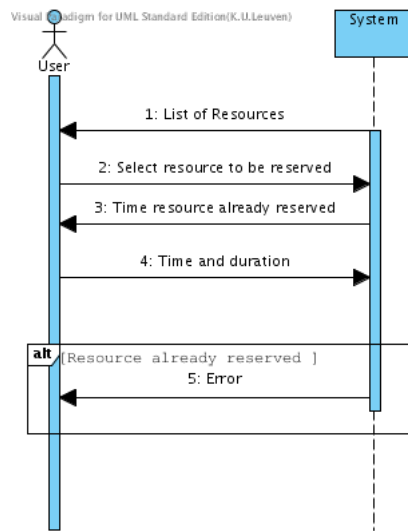 Visual Paradigm for UML Standard Edition(K.U.Leuven)
System
User
1: List of Resources
2: Select resource to be reserved
3: Time resource already reserved
4: Time and duration
alt
[Resource already reserved ]
5: Error